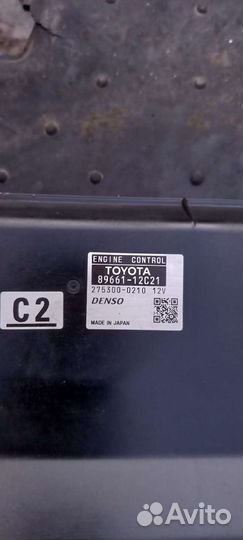 ENGINE CONTROL
TOYOTA
89661-12C21
275300-0210 12V
DENSO
MADE IN JAPAN
C2
Avito